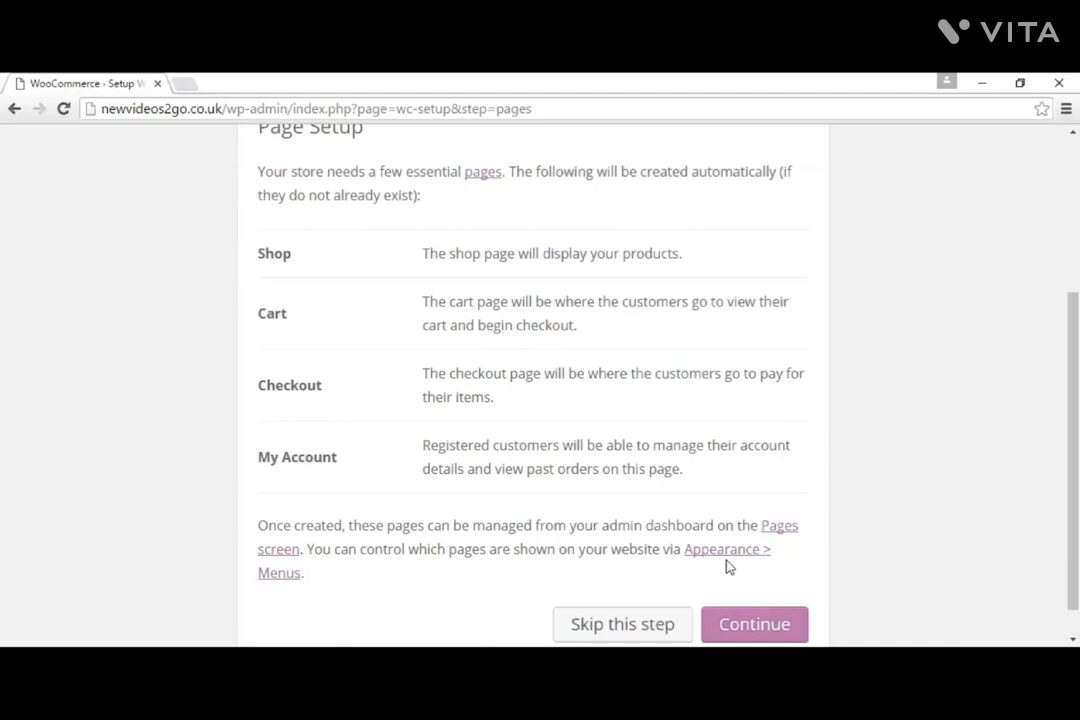 VITA
WooCommerce › Setup W
newvideos2go.co.uk/wp-admin/index.php?page=wc-setup&step=pages
Page Setup
Your store needs a few essential pages. The following will be created automatically (if
they do not already exist):
Shop The shop page will display your products.
Cart The cart page will be where the customers go to view their
cart and begin checkout.
Checkout The checkout page will be where the customers go to pay for
their items.
My Account Registered customers will be able to manage their account
details and view past orders on this page.
Once created, these pages can be managed from your admin dashboard on the Pages
screen. You can control which pages are shown on your website via Appearance >
Menus.
Skip this step Continue